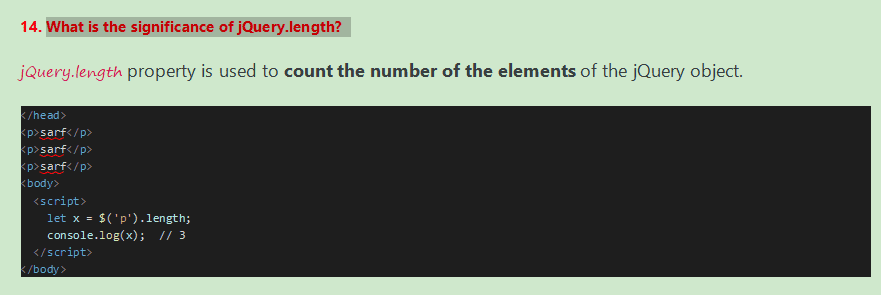 14. What is the significance of jQuery.length?
jQuery.length property is used to count the number of the elements of the jQuery object.
</head>
<p>sarf</p>
<p>sarf</p>
<p>sarf</p>
<body>
<script>
let x = $('p').length;
console.log(x); // 3
</script>
</body>